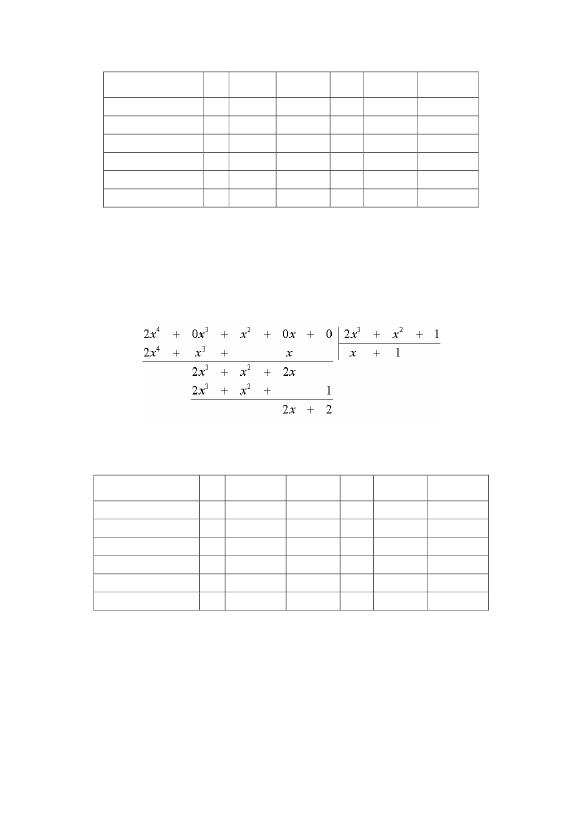 2x⁴ + 0x³ + x² + 0x + 0 | 2x³ + x² + 1
2x⁴ + x³ + x | x + 1
2x³ + x² + 2x
2x³ + x² + 1
2x + 2